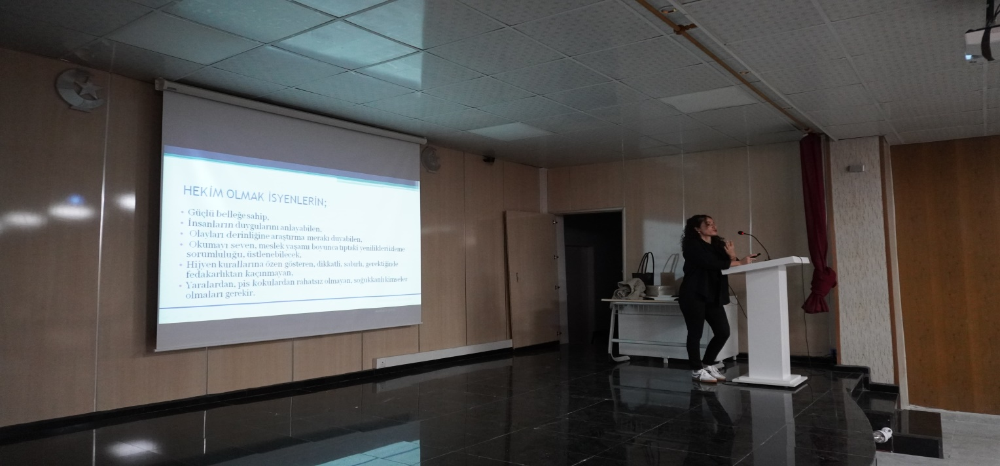 HEKİM OLMAK İSYENLERİN;
• Güçlü belleğe sahip,
• İnsanların duygularını anlayabilen,
• Olayları derinliğine araştırma merakı duyabilen,
• Okumayı seven, meslek yaşamı boyunca tıptaki yenilikleri izleme
sorumluluğu, üstlenebilecek,
• Hijyen kurallarına özen gösteren, dikkatli, sabırlı, gerektiğinde
fedakarlıktan kaçınmayan,
• Yaralardan, pis kokulardan rahatsız olmayan, soğukkanlı kimseler
olmaları gerekir.